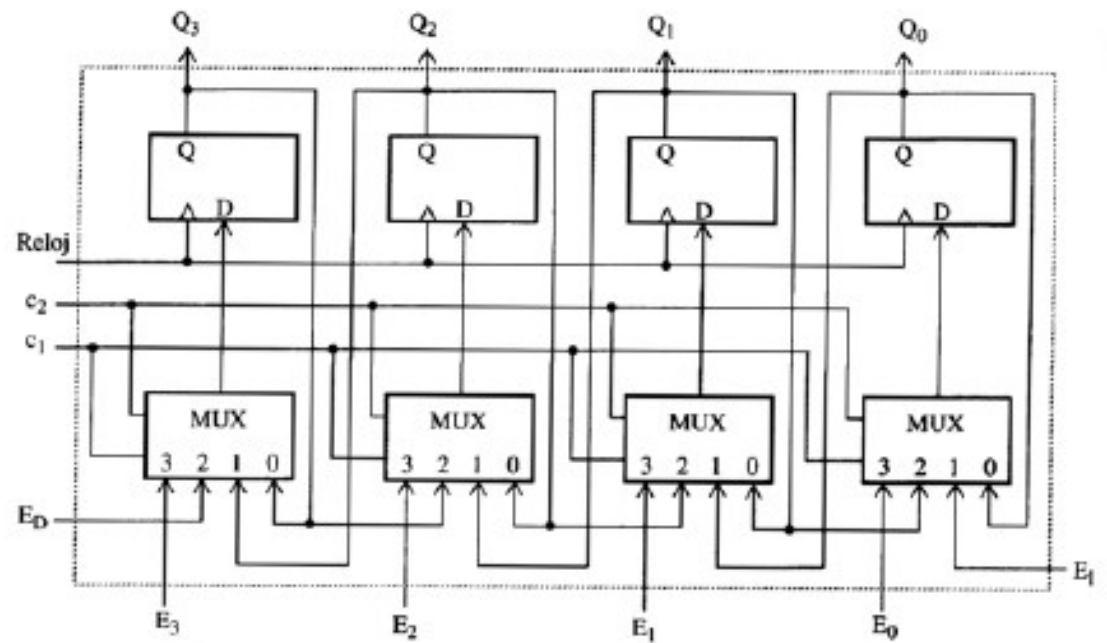 Q3 Q2 Q1 Q0
Q Q Q Q
D D D D
Reloj
c2
c1
MUX MUX MUX MUX
3 2 1 0 3 2 1 0 3 2 1 0 3 2 1 0
ED
EI
E3 E2 E1 E0